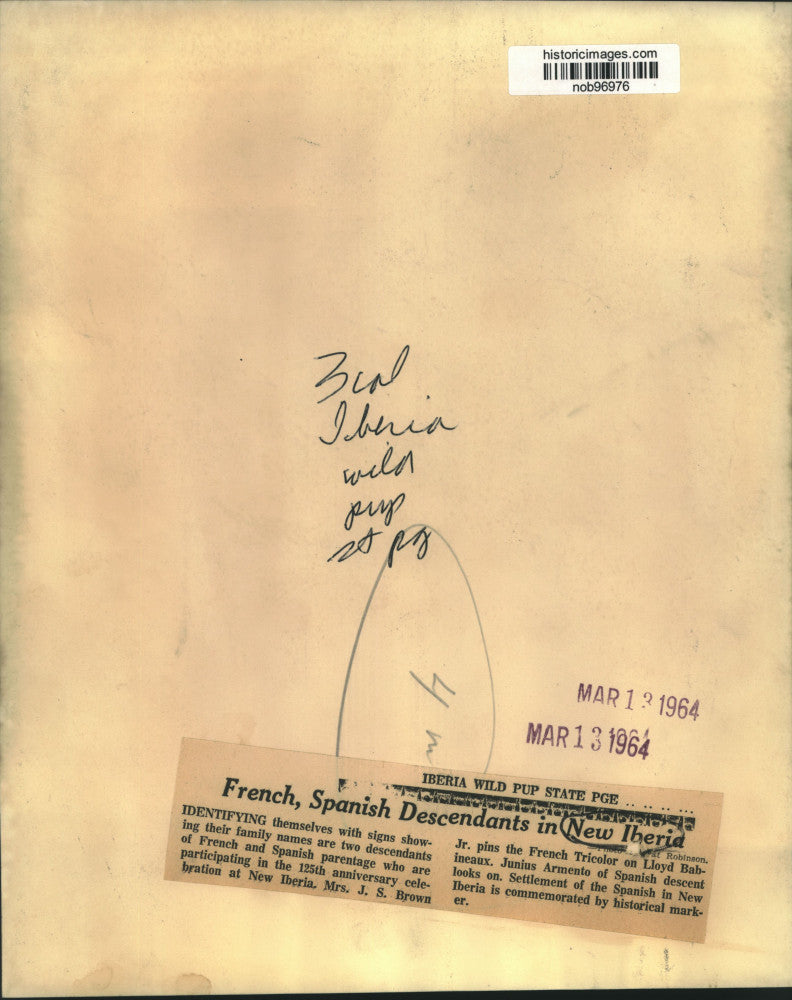 historicimages.com
nob96976
3 col
Iberia
wild
pup
st pg
4
m
MAR 13 1964
MAR 13 1964
IBERIA WILD PUP STATE PGE .. .. .. ...
French, Spanish Descendants in New Iberia
Robinson.
IDENTIFYING themselves with signs show-
ing their family names are two descendants
of French and Spanish parentage who are
participating in the 125th anniversary cele-
bration at New Iberia. Mrs. J. S. Brown
Jr. pins the French Tricolor on Lloyd Bab-
ineaux. Junius Armento of Spanish descent
looks on. Settlement of the Spanish in New
Iberia is commemorated by historical mark-
er.